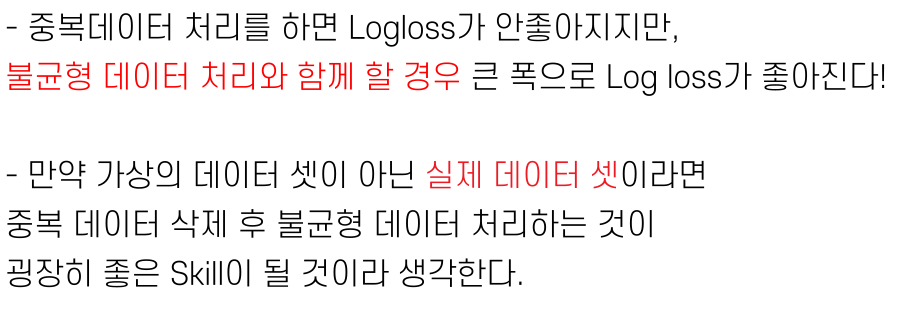 - 중복데이터 처리를 하면 Logloss가 안좋아지지만,
불균형 데이터 처리와 함께 할 경우 큰 폭으로 Log loss가 좋아진다!
- 만약 가상의 데이터 셋이 아닌 실제 데이터 셋이라면
중복 데이터 삭제 후 불균형 데이터 처리하는 것이
굉장히 좋은 Skill이 될 것이라 생각한다.